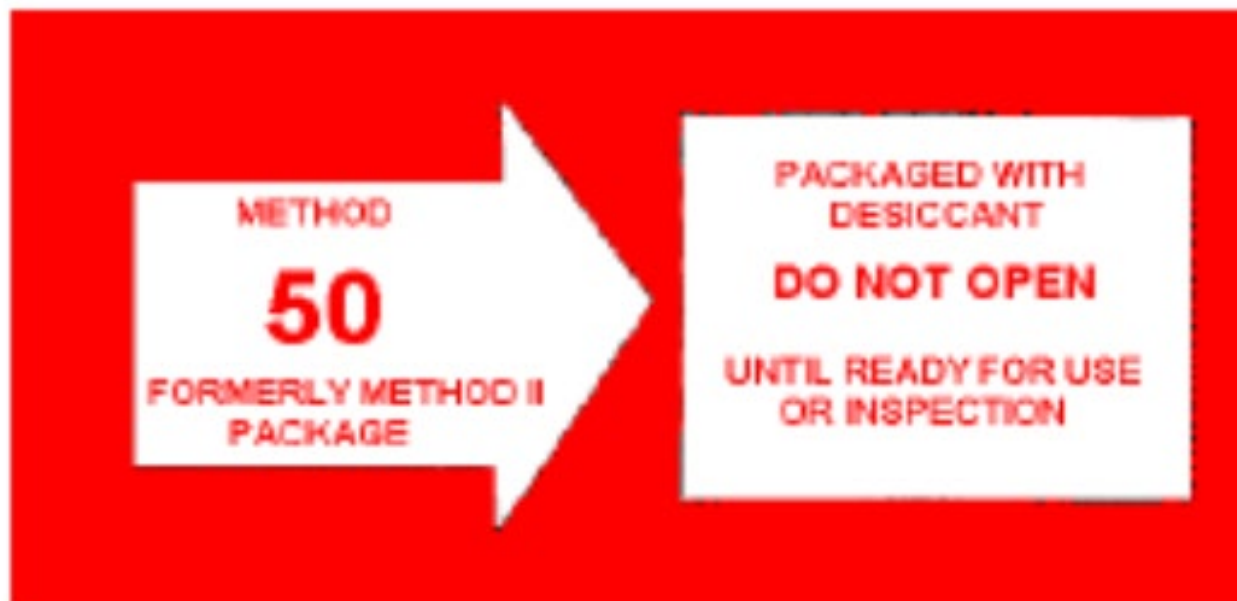 METHOD
50
FORMERLY METHOD II
PACKAGE
PACKAGED WITH
DESICCANT
DO NOT OPEN
UNTIL READY FOR USE
OR INSPECTION